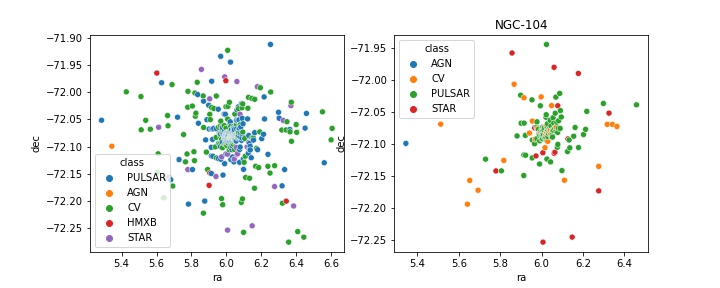 NGC-104
−71.90
−71.95
−72.00
−72.05
−72.10
−72.15
−72.20
−72.25
dec
5.4 5.6 5.8 6.0 6.2 6.4 6.6
ra
class
PULSAR
AGN
CV
HMXB
STAR
−71.95
−72.00
−72.05
−72.10
−72.15
−72.20
−72.25
dec
5.4 5.6 5.8 6.0 6.2 6.4
ra
class
AGN
CV
PULSAR
STAR